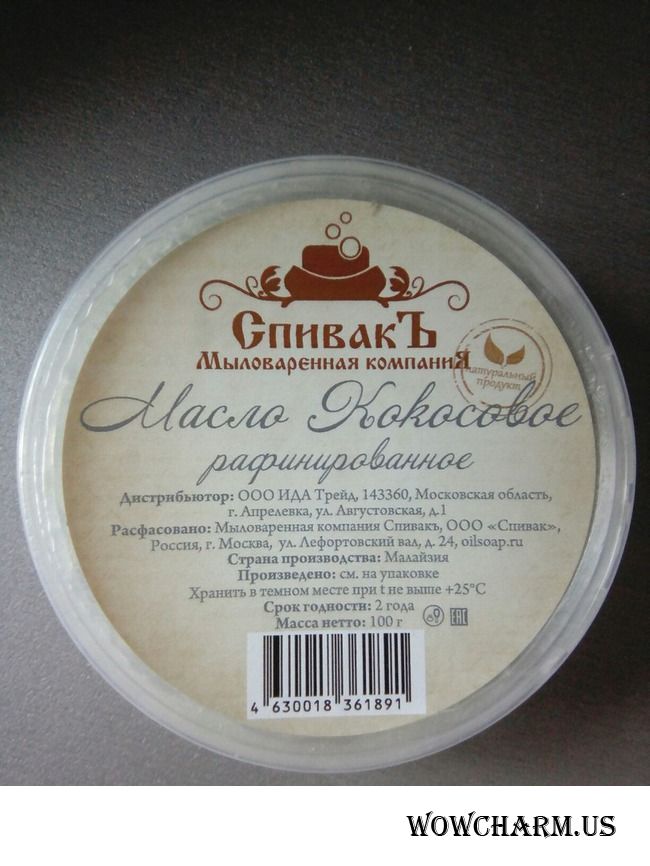 СпивакЪ
Мыловаренная компания
натуральный
продукт
Масло Кокосовое
рафинированное
Дистрибьютор: ООО ИДА Трейд, 143360, Московская область,
г. Апрелевка, ул. Августовская, д.1
Расфасовано: Мыловаренная компания Спивакъ, ООО «Спивак»,
Россия, г. Москва, ул. Лефортовский вал, д. 24, oilsoap.ru
Страна производства: Малайзия
Произведено: см. на упаковке
Хранить в темном месте при t не выше +25°C
Срок годности: 2 года
Масса нетто: 100 г
EAC
4 630018 361891
WOWCHARM.US